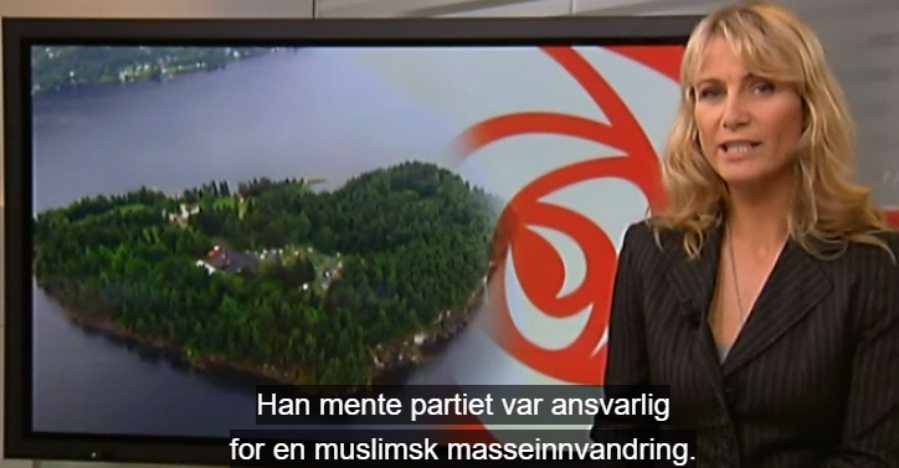 Han mente partiet var ansvarlig
for en muslimsk masseinnvandring.